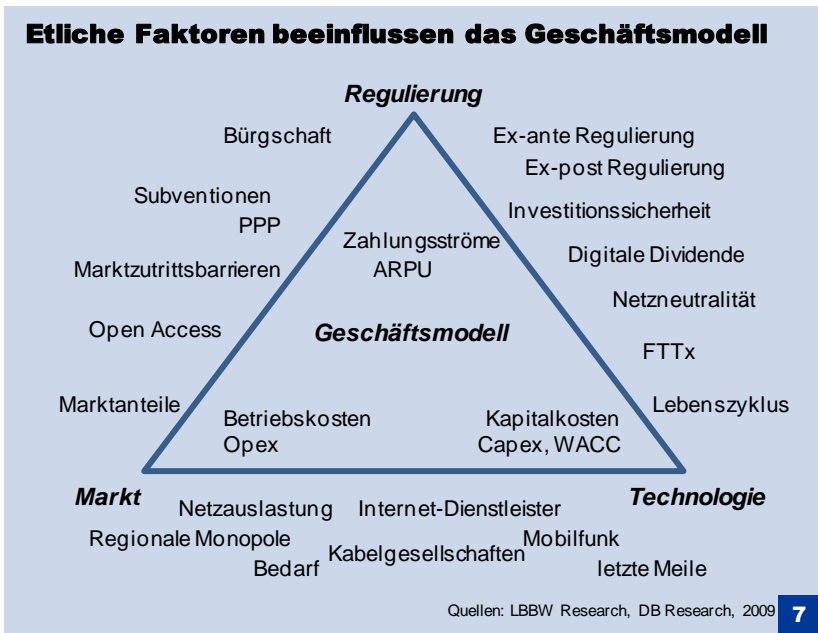 Etliche Faktoren beeinflussen das Geschäftsmodell
Regulierung
Bürgschaft
Ex-ante Regulierung
Ex-post Regulierung
Subventionen
PPP
Investitionssicherheit
Zahlungsströme
ARPU
Digitale Dividende
Marktzutrittsbarrieren
Netzneutralität
Open Access
Geschäftsmodell
FTTx
Marktanteile
Lebenszyklus
Betriebskosten
Opex
Kapitalkosten
Capex, WACC
Markt
Technologie
Netzauslastung
Internet-Dienstleister
Regionale Monopole
Mobilfunk
Kabelgesellschaften
Bedarf
letzte Meile
Quellen: LBBW Research, DB Research, 2009
7